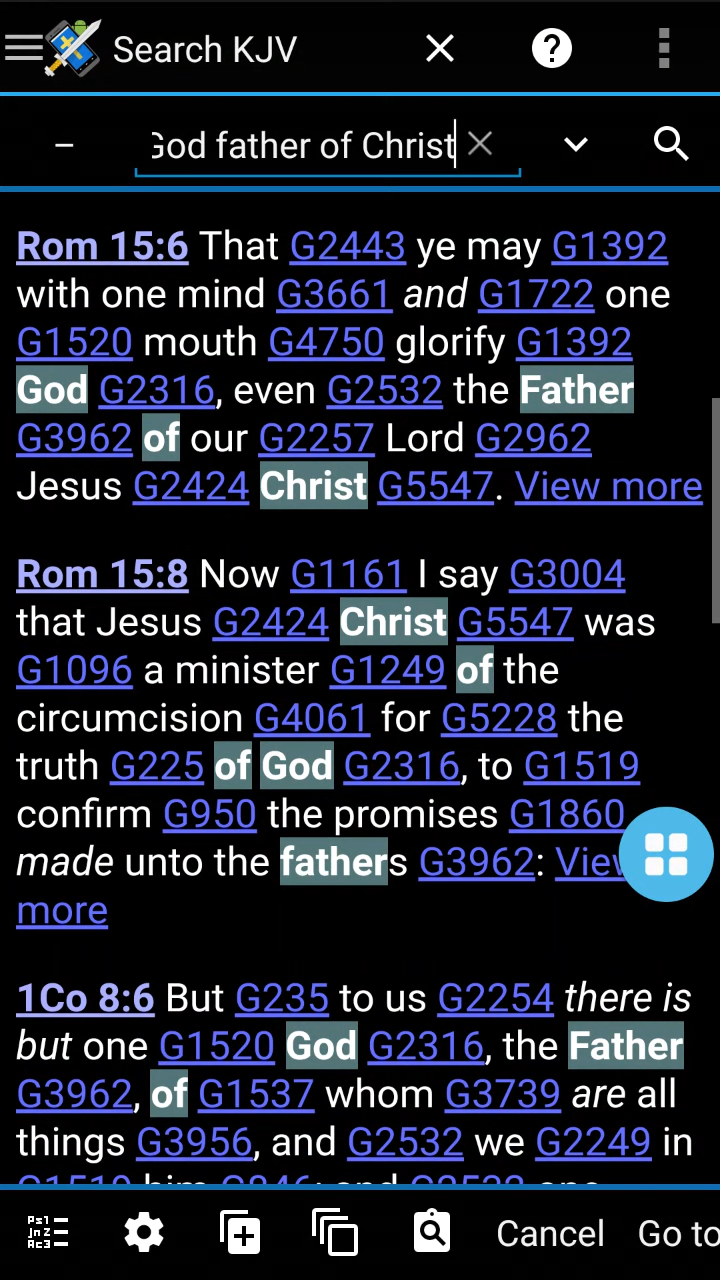 Search KJV
God father of Christ
Rom 15:6 That G2443 ye may G1392
with one mind G3661 and G1722 one
G1520 mouth G4750 glorify G1392
God G2316, even G2532 the Father
G3962 of our G2257 Lord G2962
Jesus G2424 Christ G5547. View more
Rom 15:8 Now G1161 I say G3004
that Jesus G2424 Christ G5547 was
G1096 a minister G1249 of the
circumcision G4061 for G5228 the
truth G225 of God G2316, to G1519
confirm G950 the promises G1860
made unto the fathers G3962: View
more
1Co 8:6 But G235 to us G2254 there is
but one G1520 God G2316, the Father
G3962, of G1537 whom G3739 are all
things G3956, and G2532 we G2249 in
Cancel Go to